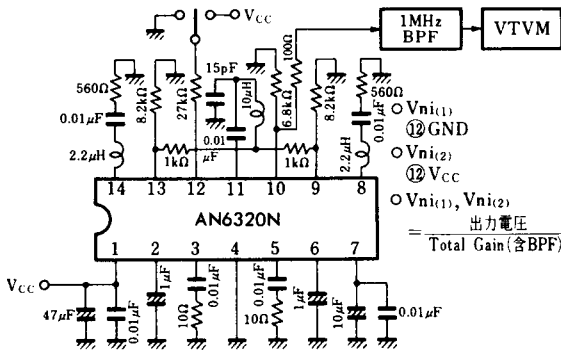 VCC
1MHz
BPF
VTVM
560Ω
0.01μF
2.2μH
8.2kΩ
27kΩ
15pF
10μH
0.01
μF
6.8kΩ
100Ω
8.2kΩ
560Ω
0.01μF
2.2μH
1kΩ
1kΩ
14 13 12 11 10 9 8
AN6320N
1 2 3 4 5 6 7
VCC
47μF
0.01μF
1μF
0.01μF
10Ω
0.01μF
10Ω
1μF
10μF
0.01μF
○ Vni(1)
⑫ GND
○ Vni(2)
⑫ VCC
○ Vni(1), Vni(2)
= 出力電圧
Total Gain(含BPF)